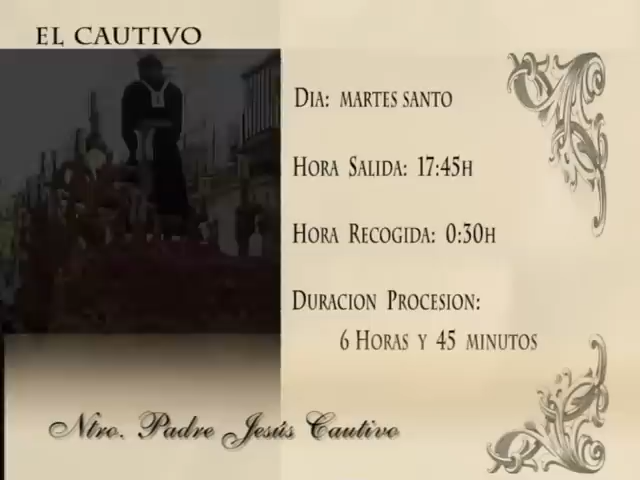 EL CAUTIVO
DIA: MARTES SANTO
HORA SALIDA: 17:45H
HORA RECOGIDA: 0:30H
DURACION PROCESION:
6 HORAS Y 45 MINUTOS
Ntro. Padre Jesús Cautivo